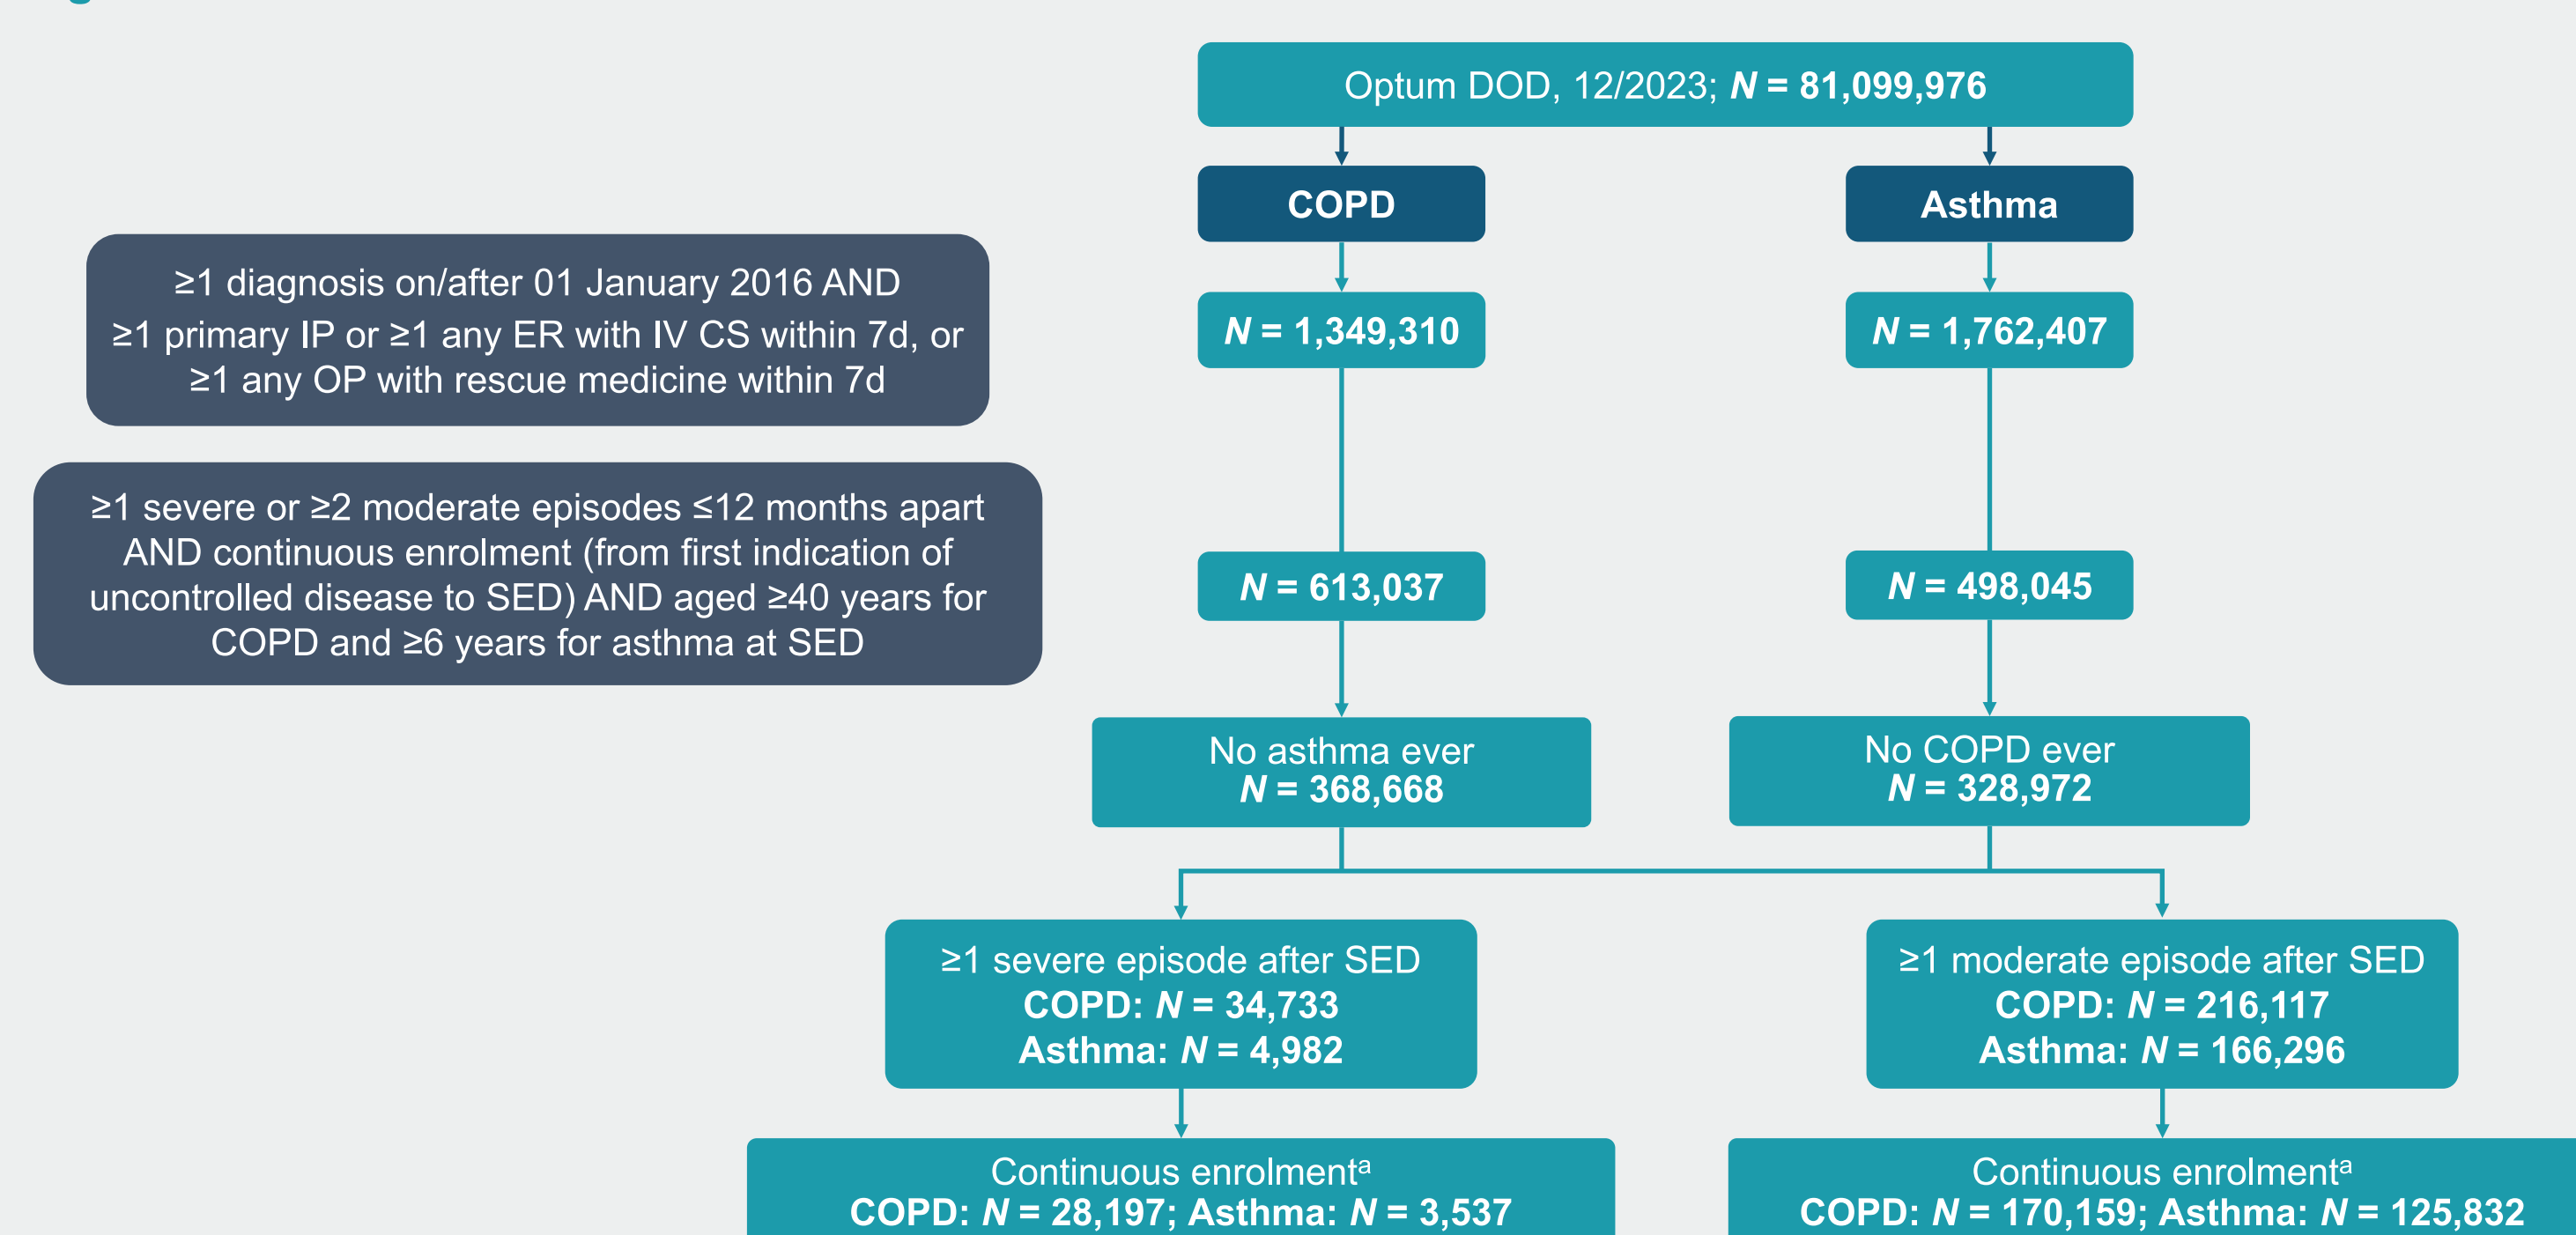 Optum DOD, 12/2023; N = 81,099,976
COPD
Asthma
≥1 diagnosis on/after 01 January 2016 AND
≥1 primary IP or ≥1 any ER with IV CS within 7d, or
≥1 any OP with rescue medicine within 7d
N = 1,349,310
N = 1,762,407
≥1 severe or ≥2 moderate episodes ≤12 months apart
AND continuous enrolment (from first indication of
uncontrolled disease to SED) AND aged ≥40 years for
COPD and ≥6 years for asthma at SED
N = 613,037
N = 498,045
No asthma ever
N = 368,668
No COPD ever
N = 328,972
≥1 severe episode after SED
COPD: N = 34,733
Asthma: N = 4,982
≥1 moderate episode after SED
COPD: N = 216,117
Asthma: N = 166,296
Continuous enrolmentᵃ
COPD: N = 28,197; Asthma: N = 3,537
Continuous enrolmentᵃ
COPD: N = 170,159; Asthma: N = 125,832